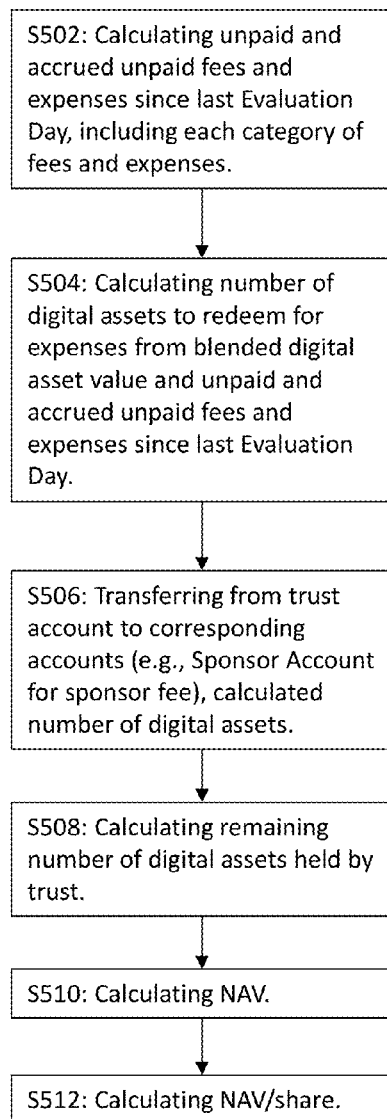 S502: Calculating unpaid and
accrued unpaid fees and
expenses since last Evaluation
Day, including each category of
fees and expenses.
S504: Calculating number of
digital assets to redeem for
expenses from blended digital
asset value and unpaid and
accrued unpaid fees and
expenses since last Evaluation
Day.
S506: Transferring from trust
account to corresponding
accounts (e.g., Sponsor Account
for sponsor fee), calculated
number of digital assets.
S508: Calculating remaining
number of digital assets held by
trust.
S510: Calculating NAV.
S512: Calculating NAV/share.